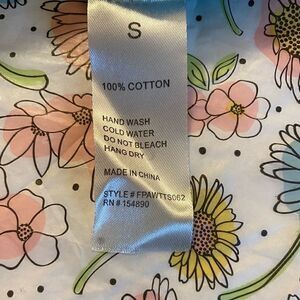 S
100% COTTON
HAND WASH
COLD WATER
DO NOT BLEACH
HANG DRY
MADE IN CHINA
STYLE # FPAWTTS062
RN # 154890